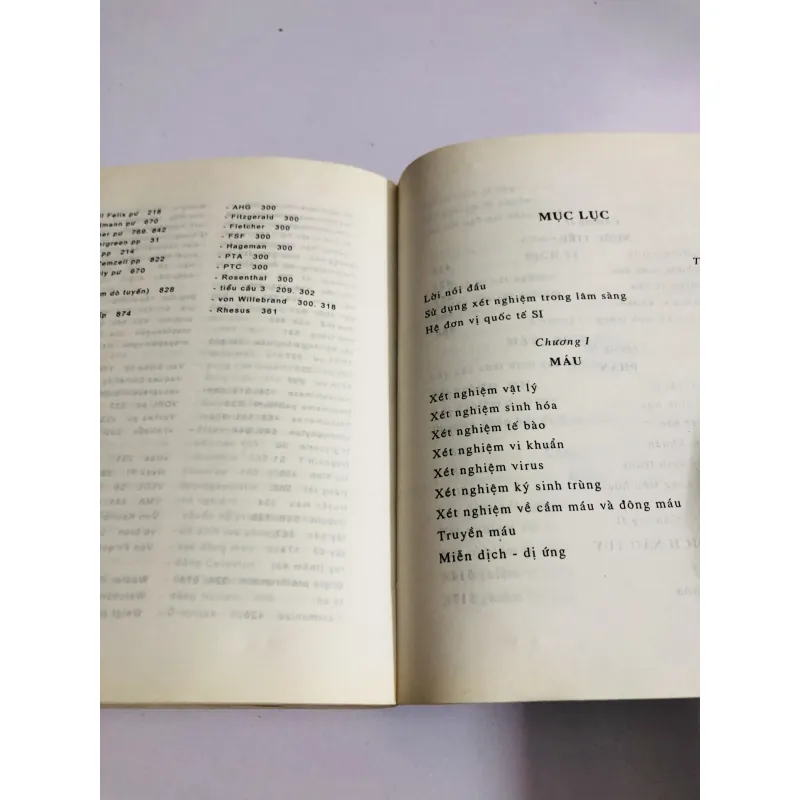 Felix pư 218
pư 670
pư 769, 842
pp 31
pp 214
pp 822
pư 670
dò tuyến) 828
874
- AHG 300
- Fitzgerald 300
- Fletcher 300
- FSF 300
- Hageman 300
- PTA 300
- PTC 300
- Rosenthal 300
- tiểu cầu 3 209, 302
- von Willebrand 300, 318
- Rhesus 361
MỤC LỤC
T
Lời nói đầu
Sử dụng xét nghiệm trong lâm sàng
Hệ đơn vị quốc tế SI
Chương I
MÁU
Xét nghiệm vật lý
Xét nghiệm sinh hóa
Xét nghiệm tế bào
Xét nghiệm vi khuẩn
Xét nghiệm virus
Xét nghiệm ký sinh trùng
Xét nghiệm về cầm máu và đông máu
Truyền máu
Miễn dịch - dị ứng